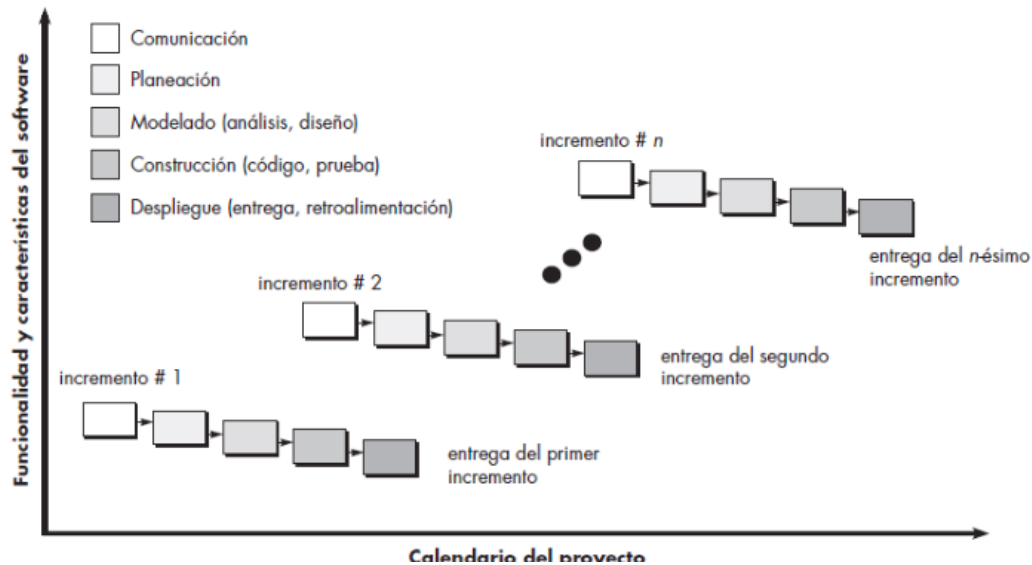 Funcionalidad y características del software
Comunicación
Planeación
Modelado (análisis, diseño)
Construcción (código, prueba)
Despliegue (entrega, retroalimentación)
incremento # n
entrega del n-ésimo
incremento
incremento # 2
entrega del segundo
incremento
incremento # 1
entrega del primer
incremento
Calendario del proyecto